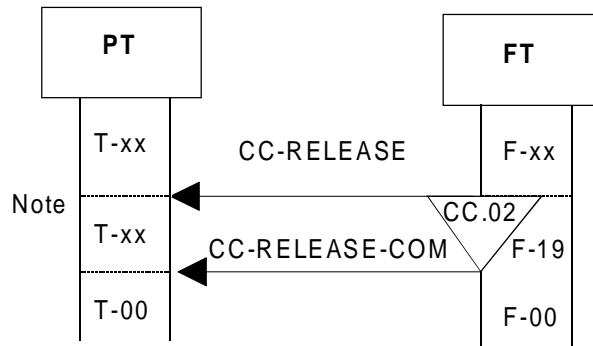 PT
FT
T-xx
CC-RELEASE
F-xx
Note
CC.02
T-xx
CC-RELEASE-COM
F-19
T-00
F-00